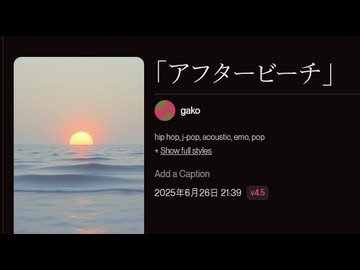 「アフタービーチ」
gako
hip hop, j-pop, acoustic, emo, pop
+ Show full styles
Add a Caption
2025年6月26日 21:39 v4.5